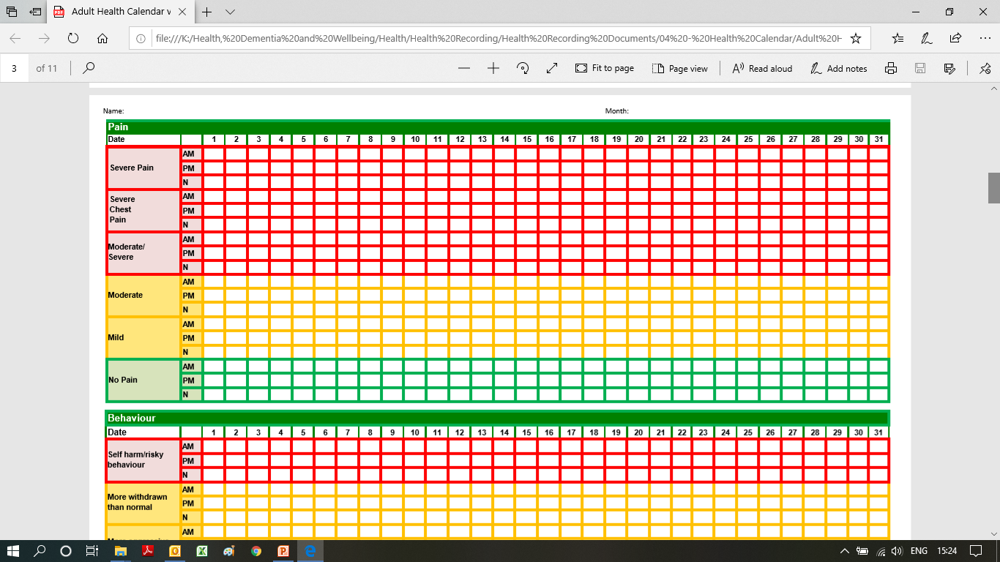 Adult Health Calendar v
file:///K:/Health,%20Dementia%20and%20Wellbeing/Health/Health%20Recording/Health%20Recording%20Documents/04%20-%20Health%20Calendar/Adult%20H
3 of 11
Fit to page
Page view
Read aloud
Add notes
Name: Month:
Pain
Date 1 2 3 4 5 6 7 8 9 10 11 12 13 14 15 16 17 18 19 20 21 22 23 24 25 26 27 28 29 30 31
Severe Pain
AM
PM
N
Severe
Chest
Pain
AM
PM
N
Moderate/
Severe
AM
PM
N
Moderate
AM
PM
N
Mild
AM
PM
N
No Pain
AM
PM
N
Behaviour
Date 1 2 3 4 5 6 7 8 9 10 11 12 13 14 15 16 17 18 19 20 21 22 23 24 25 26 27 28 29 30 31
Self harm/risky
behaviour
AM
PM
N
More withdrawn
than normal
AM
PM
N
AM
ENG 15:24